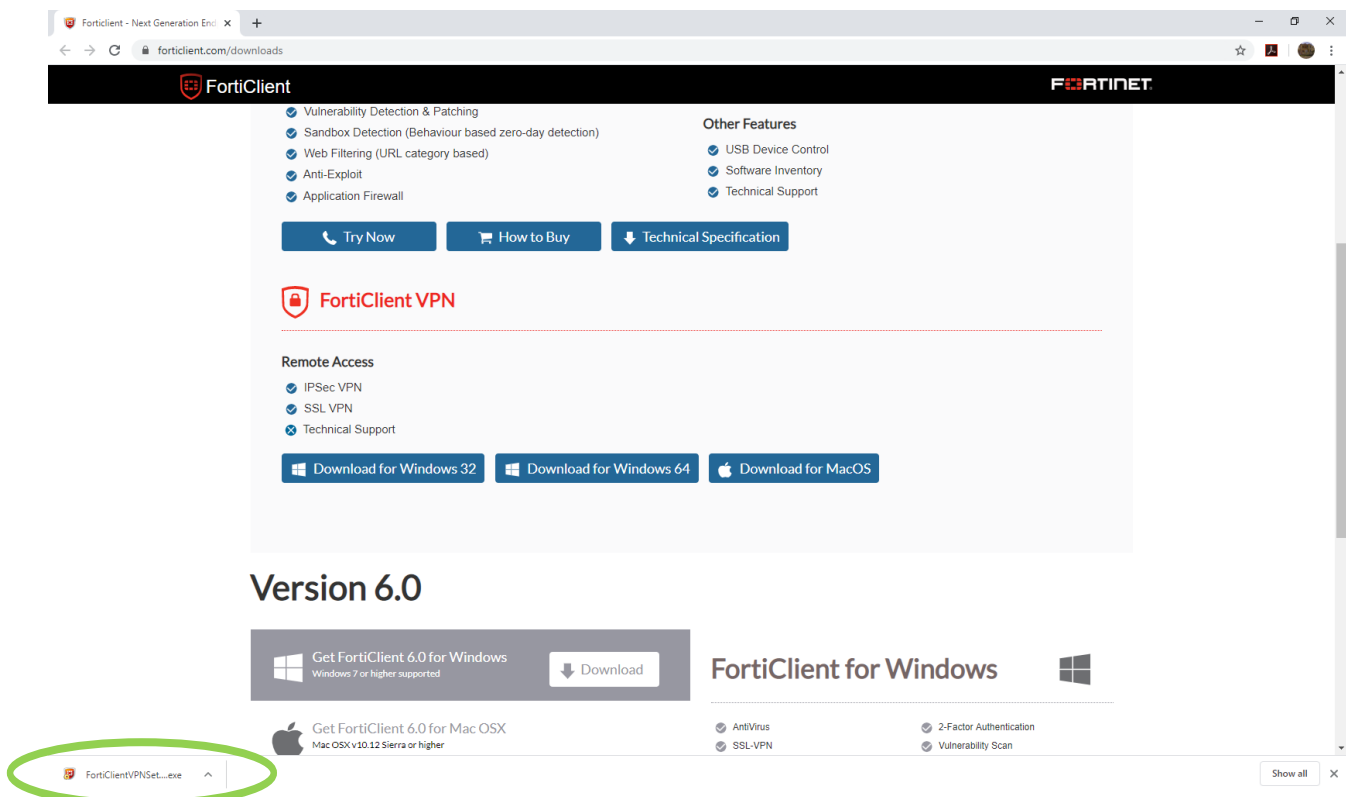 Forticlient - Next Generation End
forticlient.com/downloads
FortiClient
FORTINET
Vulnerability Detection & Patching
Sandbox Detection (Behaviour based zero-day detection)
Web Filtering (URL category based)
Anti-Exploit
Application Firewall
Other Features
USB Device Control
Software Inventory
Technical Support
Try Now
How to Buy
Technical Specification
FortiClient VPN
Remote Access
IPSec VPN
SSL VPN
Technical Support
Download for Windows 32
Download for Windows 64
Download for MacOS
Version 6.0
Get FortiClient 6.0 for Windows
Windows 7 or higher supported
Download
Get FortiClient 6.0 for Mac OSX
Mac OSX v10.12 Sierra or higher
FortiClient for Windows
AntiVirus
2-Factor Authentication
SSL-VPN
Vulnerability Scan
FortiClientVPNSet....exe
Show all